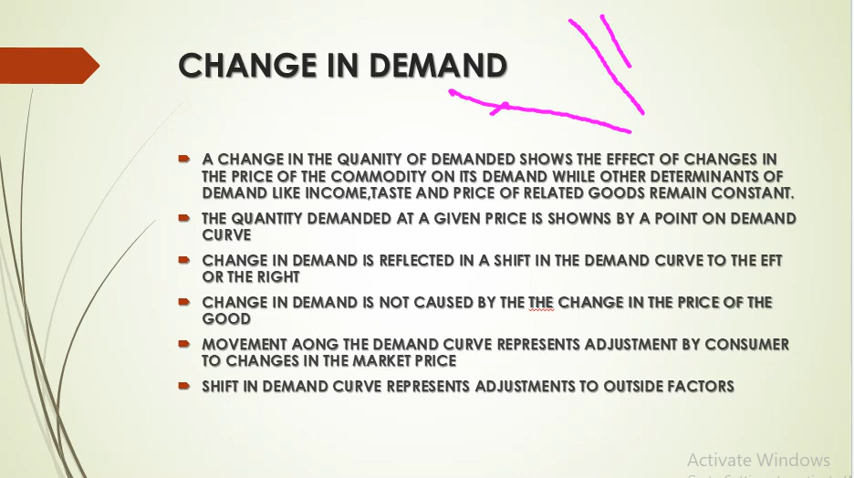 CHANGE IN DEMAND
A CHANGE IN THE QUANITY OF DEMANDED SHOWS THE EFFECT OF CHANGES IN
THE PRICE OF THE COMMODITY ON ITS DEMAND WHILE OTHER DETERMINANTS OF
DEMAND LIKE INCOME,TASTE AND PRICE OF RELATED GOODS REMAIN CONSTANT.
THE QUANTITY DEMANDED AT A GIVEN PRICE IS SHOWNS BY A POINT ON DEMAND
CURVE
CHANGE IN DEMAND IS REFLECTED IN A SHIFT IN THE DEMAND CURVE TO THE EFT
OR THE RIGHT
CHANGE IN DEMAND IS NOT CAUSED BY THE THE CHANGE IN THE PRICE OF THE
GOOD
MOVEMENT AONG THE DEMAND CURVE REPRESENTS ADJUSTMENT BY CONSUMER
TO CHANGES IN THE MARKET PRICE
SHIFT IN DEMAND CURVE REPRESENTS ADJUSTMENTS TO OUTSIDE FACTORS
Activate Windows